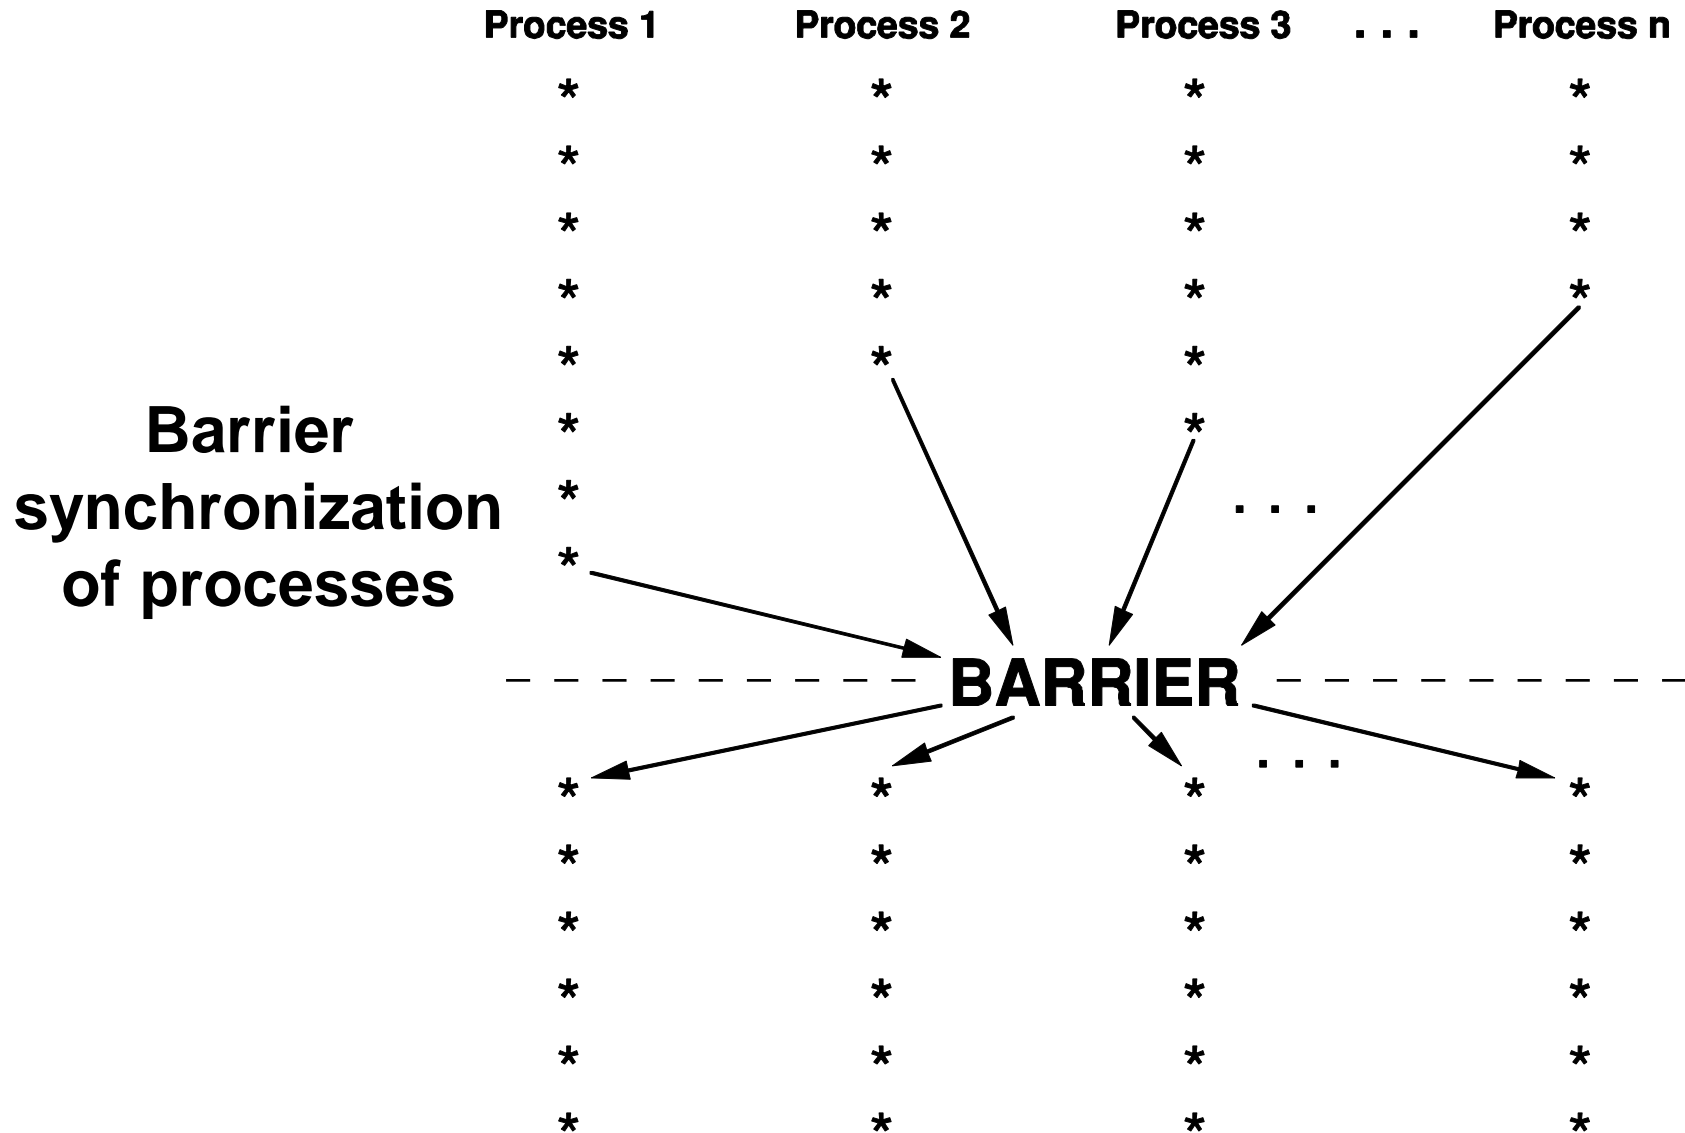 Process 1 Process 2 Process 3 . . . Process n
* * * *
* * * *
* * * *
* * * *
* * *
* *
Barrier
*
synchronization
. . .
*
of processes
BARRIER
. . .
* * * *
* * * *
* * * *
* * * *
* * * *
* * * *